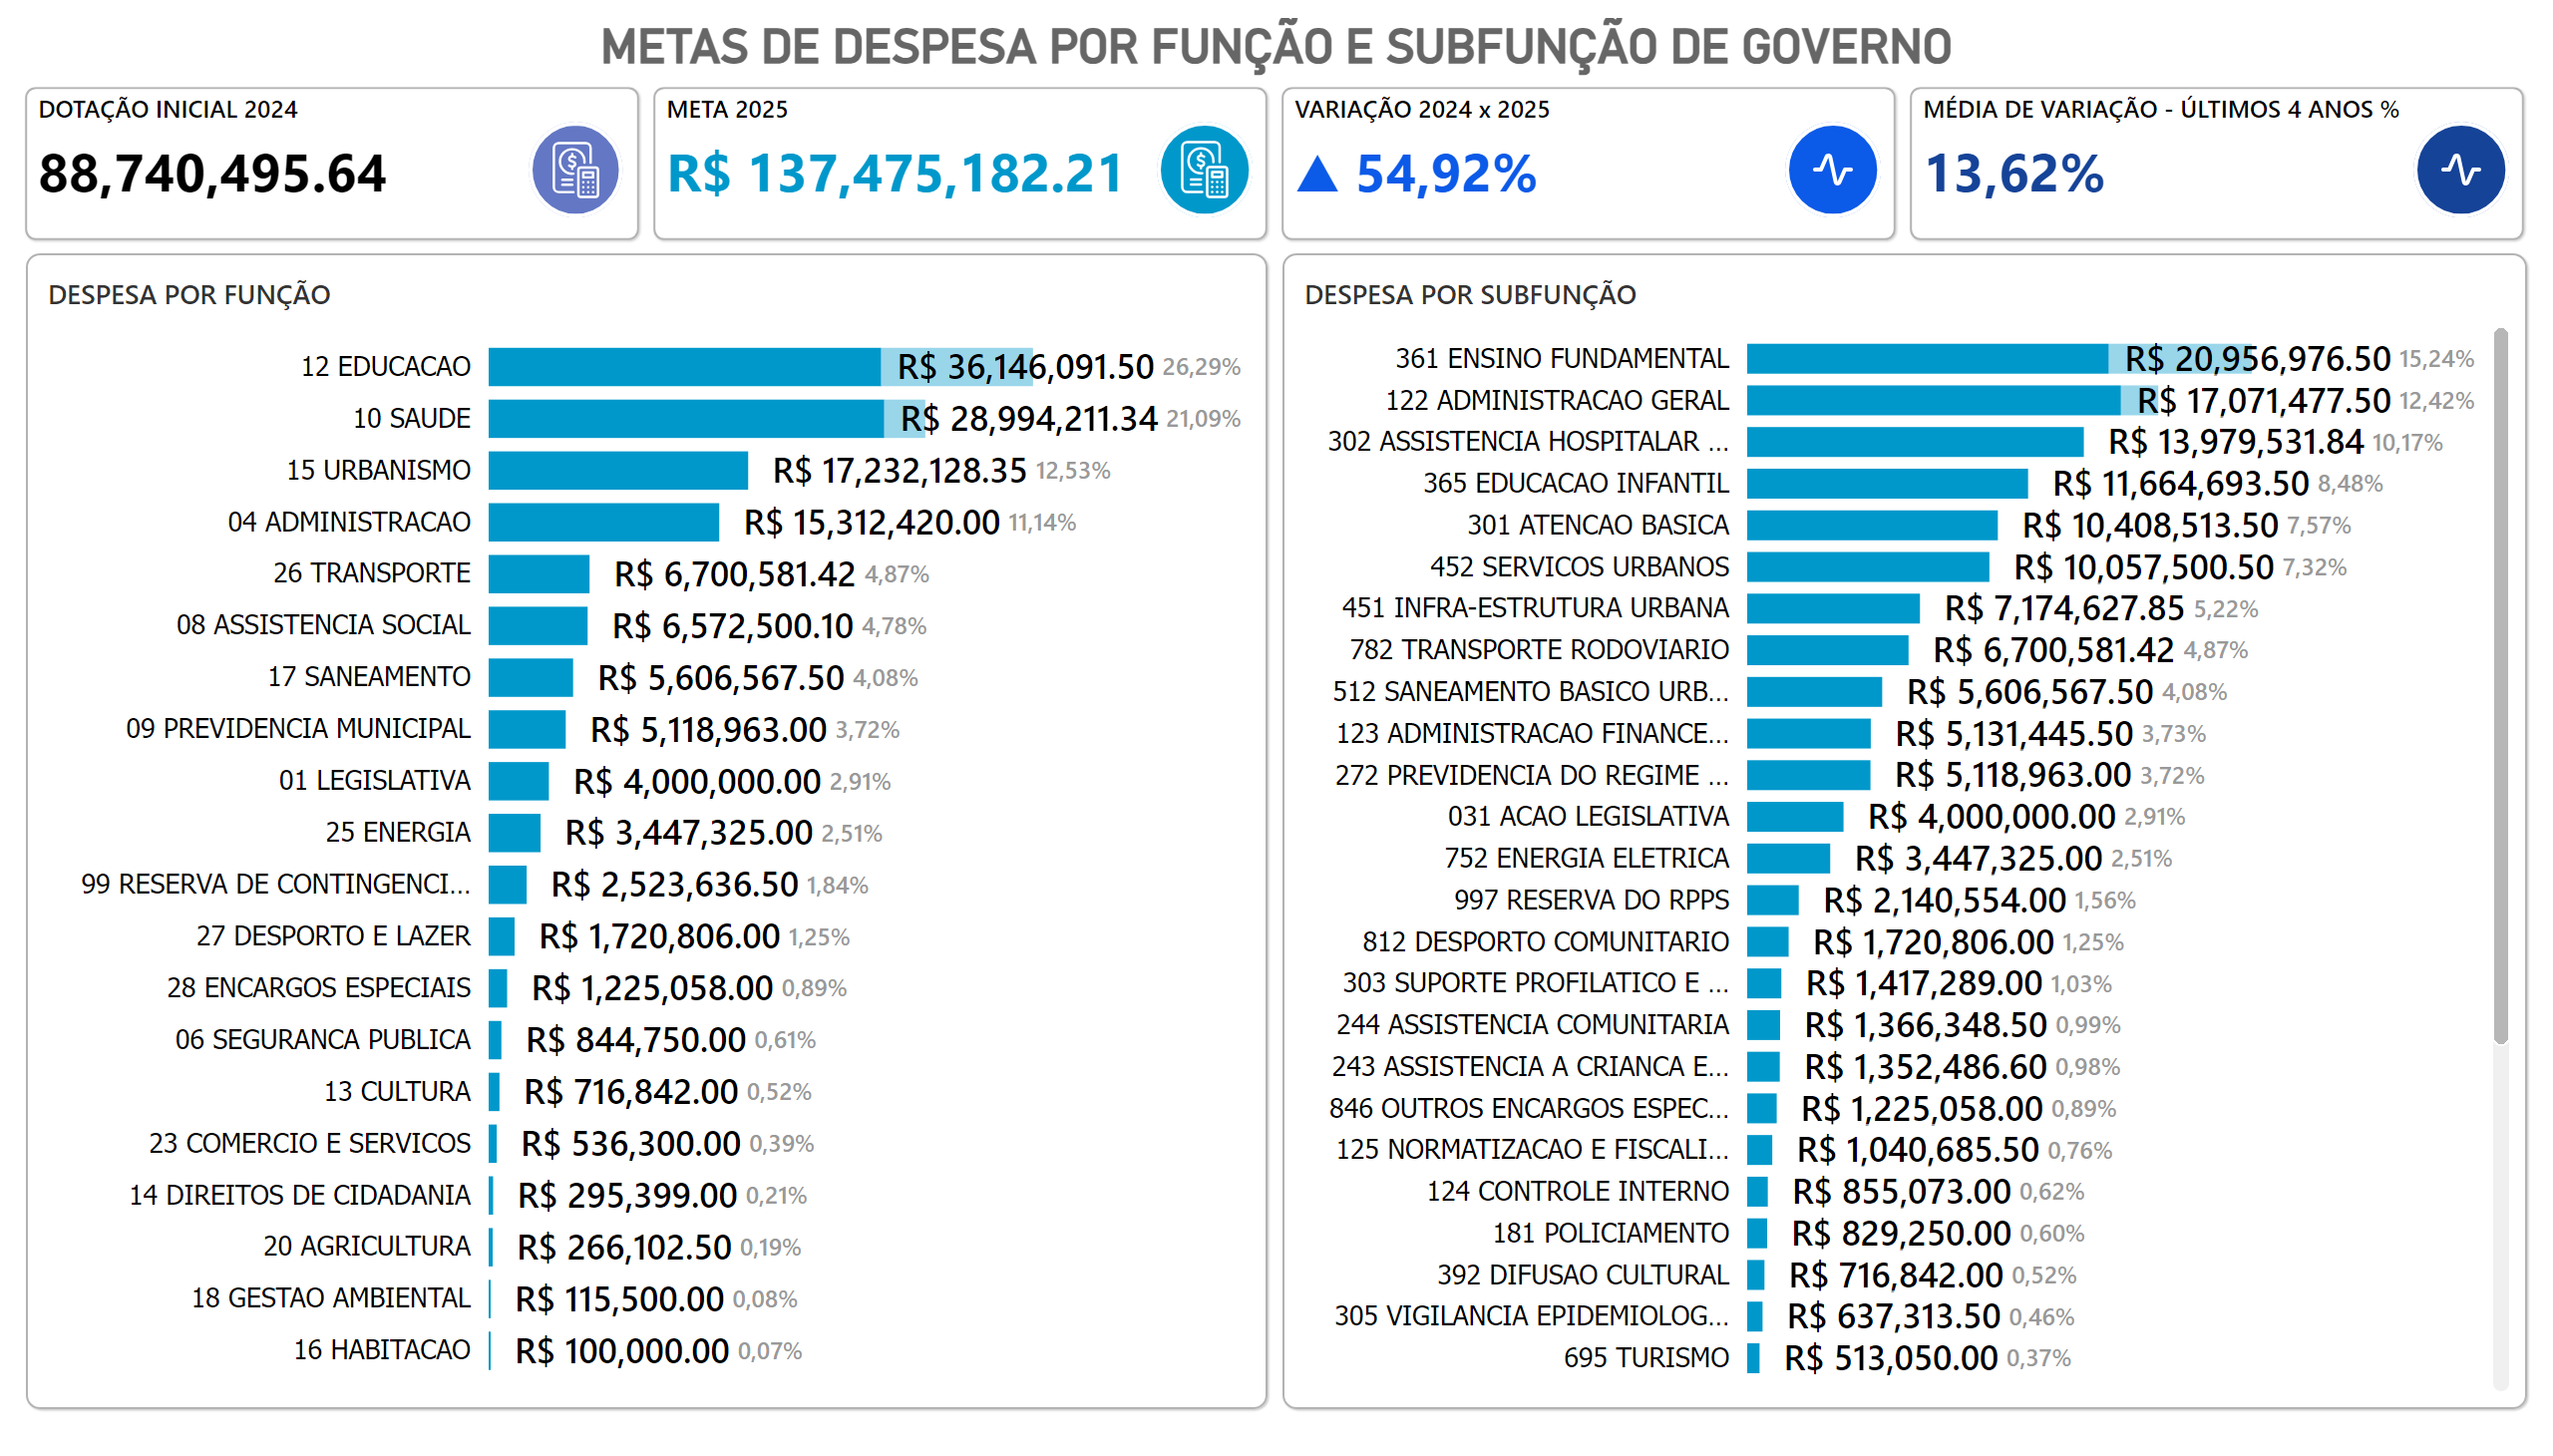 METAS DE DESPESA POR FUNÇÃO E SUBFUNÇÃO DE GOVERNO
DOTAÇÃO INICIAL 2024
88,740,495.64
META 2025
R$ 137,475,182.21
VARIAÇÃO 2024 x 2025
▲ 54,92%
MÉDIA DE VARIAÇÃO - ÚLTIMOS 4 ANOS %
13,62%
DESPESA POR FUNÇÃO
12 EDUCACAO R$ 36,146,091.50 26,29%
10 SAUDE R$ 28,994,211.34 21,09%
15 URBANISMO R$ 17,232,128.35 12,53%
04 ADMINISTRACAO R$ 15,312,420.00 11,14%
26 TRANSPORTE R$ 6,700,581.42 4,87%
08 ASSISTENCIA SOCIAL R$ 6,572,500.10 4,78%
17 SANEAMENTO R$ 5,606,567.50 4,08%
09 PREVIDENCIA MUNICIPAL R$ 5,118,963.00 3,72%
01 LEGISLATIVA R$ 4,000,000.00 2,91%
25 ENERGIA R$ 3,447,325.00 2,51%
99 RESERVA DE CONTINGENCI... R$ 2,523,636.50 1,84%
27 DESPORTO E LAZER R$ 1,720,806.00 1,25%
28 ENCARGOS ESPECIAIS R$ 1,225,058.00 0,89%
06 SEGURANCA PUBLICA R$ 844,750.00 0,61%
13 CULTURA R$ 716,842.00 0,52%
23 COMERCIO E SERVICOS R$ 536,300.00 0,39%
14 DIREITOS DE CIDADANIA R$ 295,399.00 0,21%
20 AGRICULTURA R$ 266,102.50 0,19%
18 GESTAO AMBIENTAL R$ 115,500.00 0,08%
16 HABITACAO R$ 100,000.00 0,07%
DESPESA POR SUBFUNÇÃO
361 ENSINO FUNDAMENTAL R$ 20,956,976.50 15,24%
122 ADMINISTRACAO GERAL R$ 17,071,477.50 12,42%
302 ASSISTENCIA HOSPITALAR ... R$ 13,979,531.84 10,17%
365 EDUCACAO INFANTIL R$ 11,664,693.50 8,48%
301 ATENCAO BASICA R$ 10,408,513.50 7,57%
452 SERVICOS URBANOS R$ 10,057,500.50 7,32%
451 INFRA-ESTRUTURA URBANA R$ 7,174,627.85 5,22%
782 TRANSPORTE RODOVIARIO R$ 6,700,581.42 4,87%
512 SANEAMENTO BASICO URB... R$ 5,606,567.50 4,08%
123 ADMINISTRACAO FINANCE... R$ 5,131,445.50 3,73%
272 PREVIDENCIA DO REGIME ... R$ 5,118,963.00 3,72%
031 ACAO LEGISLATIVA R$ 4,000,000.00 2,91%
752 ENERGIA ELETRICA R$ 3,447,325.00 2,51%
997 RESERVA DO RPPS R$ 2,140,554.00 1,56%
812 DESPORTO COMUNITARIO R$ 1,720,806.00 1,25%
303 SUPORTE PROFILATICO E ... R$ 1,417,289.00 1,03%
244 ASSISTENCIA COMUNITARIA R$ 1,366,348.50 0,99%
243 ASSISTENCIA A CRIANCA E... R$ 1,352,486.60 0,98%
846 OUTROS ENCARGOS ESPEC... R$ 1,225,058.00 0,89%
125 NORMATIZACAO E FISCALI... R$ 1,040,685.50 0,76%
124 CONTROLE INTERNO R$ 855,073.00 0,62%
181 POLICIAMENTO R$ 829,250.00 0,60%
392 DIFUSAO CULTURAL R$ 716,842.00 0,52%
305 VIGILANCIA EPIDEMIOLOG... R$ 637,313.50 0,46%
695 TURISMO R$ 513,050.00 0,37%